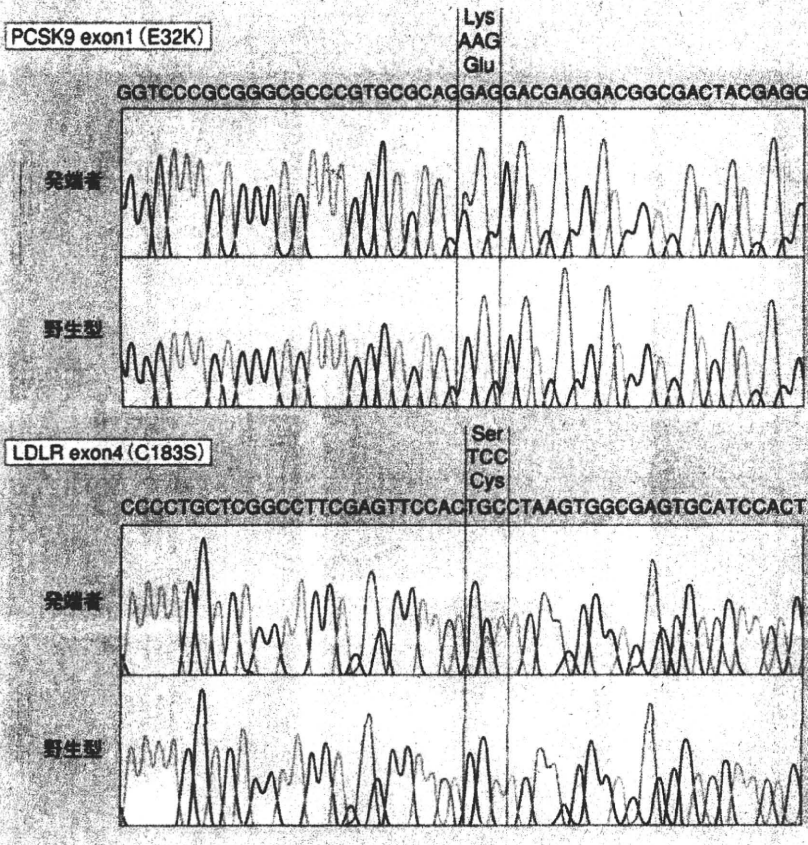 PCSK9 exon1 (E32K)
Lys
AAG
Glu
GGTCCCGCGGGCGCCCGTGCGCAGGAGGACGAGGACGGCGACTACGAGG
発端者
野生型
LDLR exon4 (C183S)
Ser
TCC
Cys
CCCCTGCTCGGCCTTCGAGTTCCACTGCCTAAGTGGCGAGTGCATCCACT
発端者
野生型